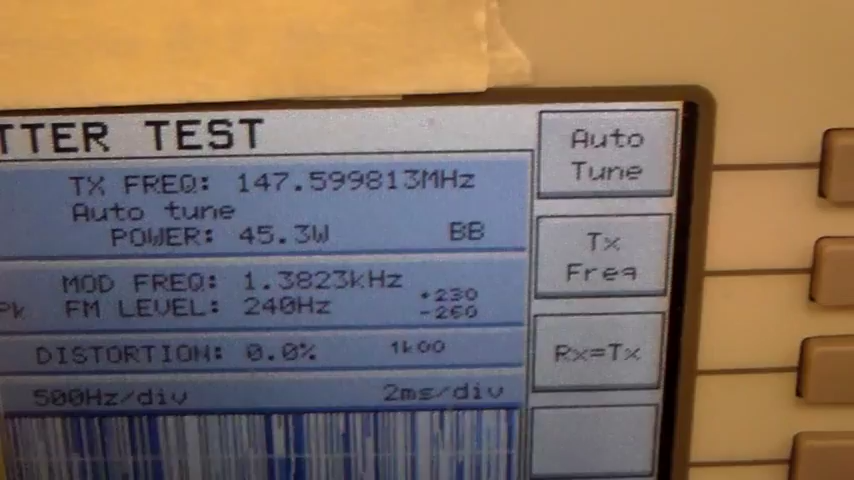 TTER TEST
TX FREQ: 147.599813MHz
Auto tune
POWER: 45.3W BB
MOD FREQ: 1.3823kHz
Pk FM LEVEL: 240Hz +230
-260
DISTORTION: 0.0% 1k00
500Hz/div 2ms/div
Auto
Tune
Tx
Freq
Rx=Tx